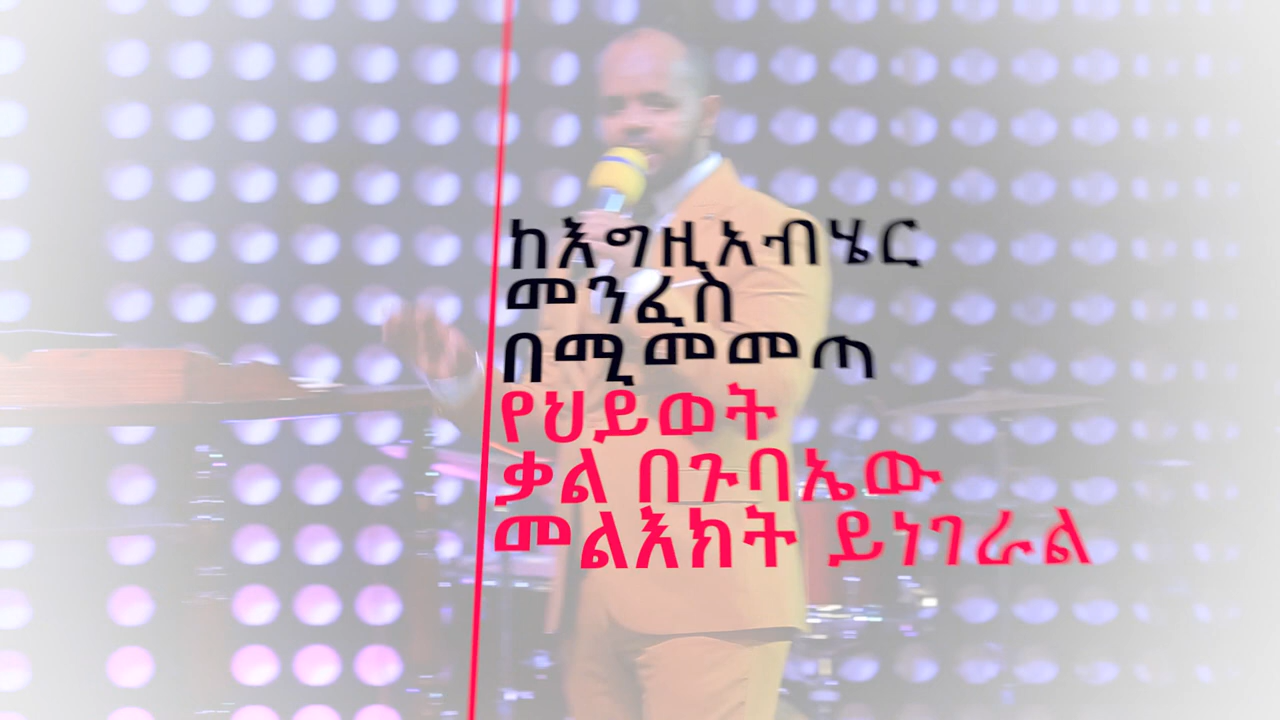 ከእግዚአብሄር
መንፈስ
በሚመመጣ
የህይወት
ቃል በጉባኤው
መልእክት ይነገራል